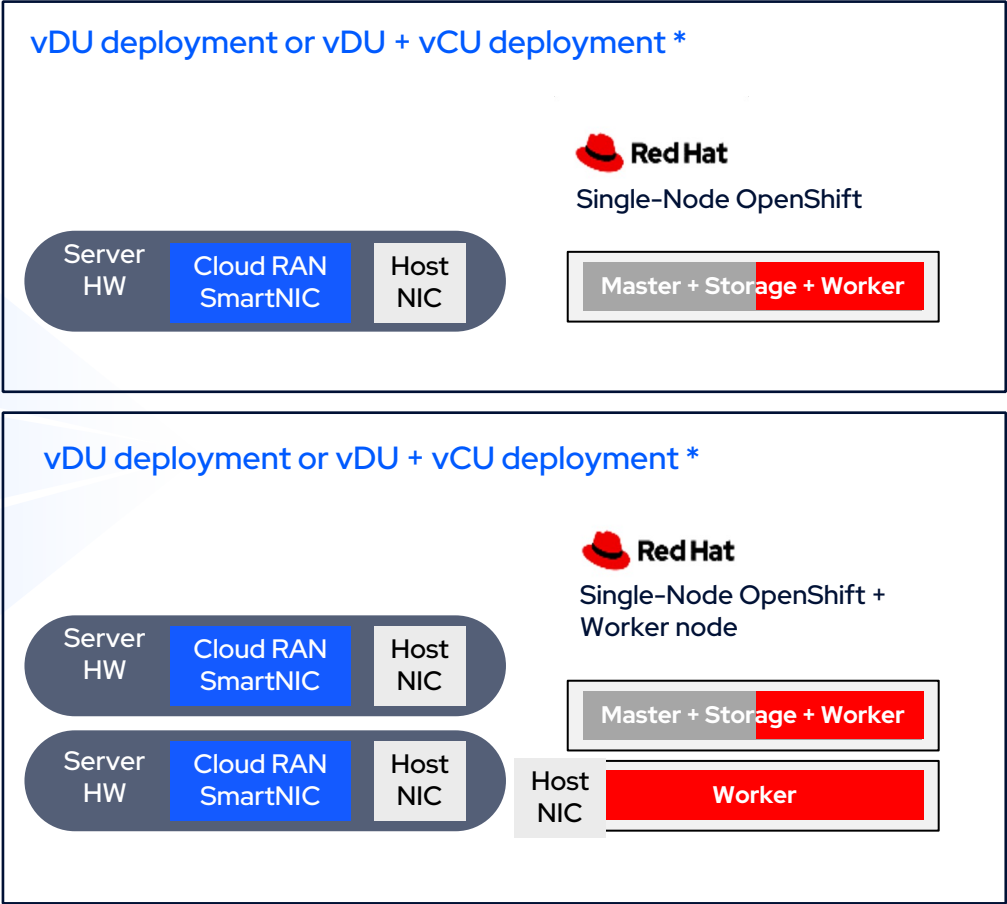 vDU deployment or vDU + vCU deployment *
Red Hat
Single-Node OpenShift
Server
HW
Cloud RAN
SmartNIC
Host
NIC
Master + Storage + Worker
vDU deployment or vDU + vCU deployment *
Red Hat
Single-Node OpenShift +
Worker node
Server
HW
Cloud RAN
SmartNIC
Host
NIC
Master + Storage + Worker
Server
HW
Cloud RAN
SmartNIC
Host
NIC
Host
NIC
Worker